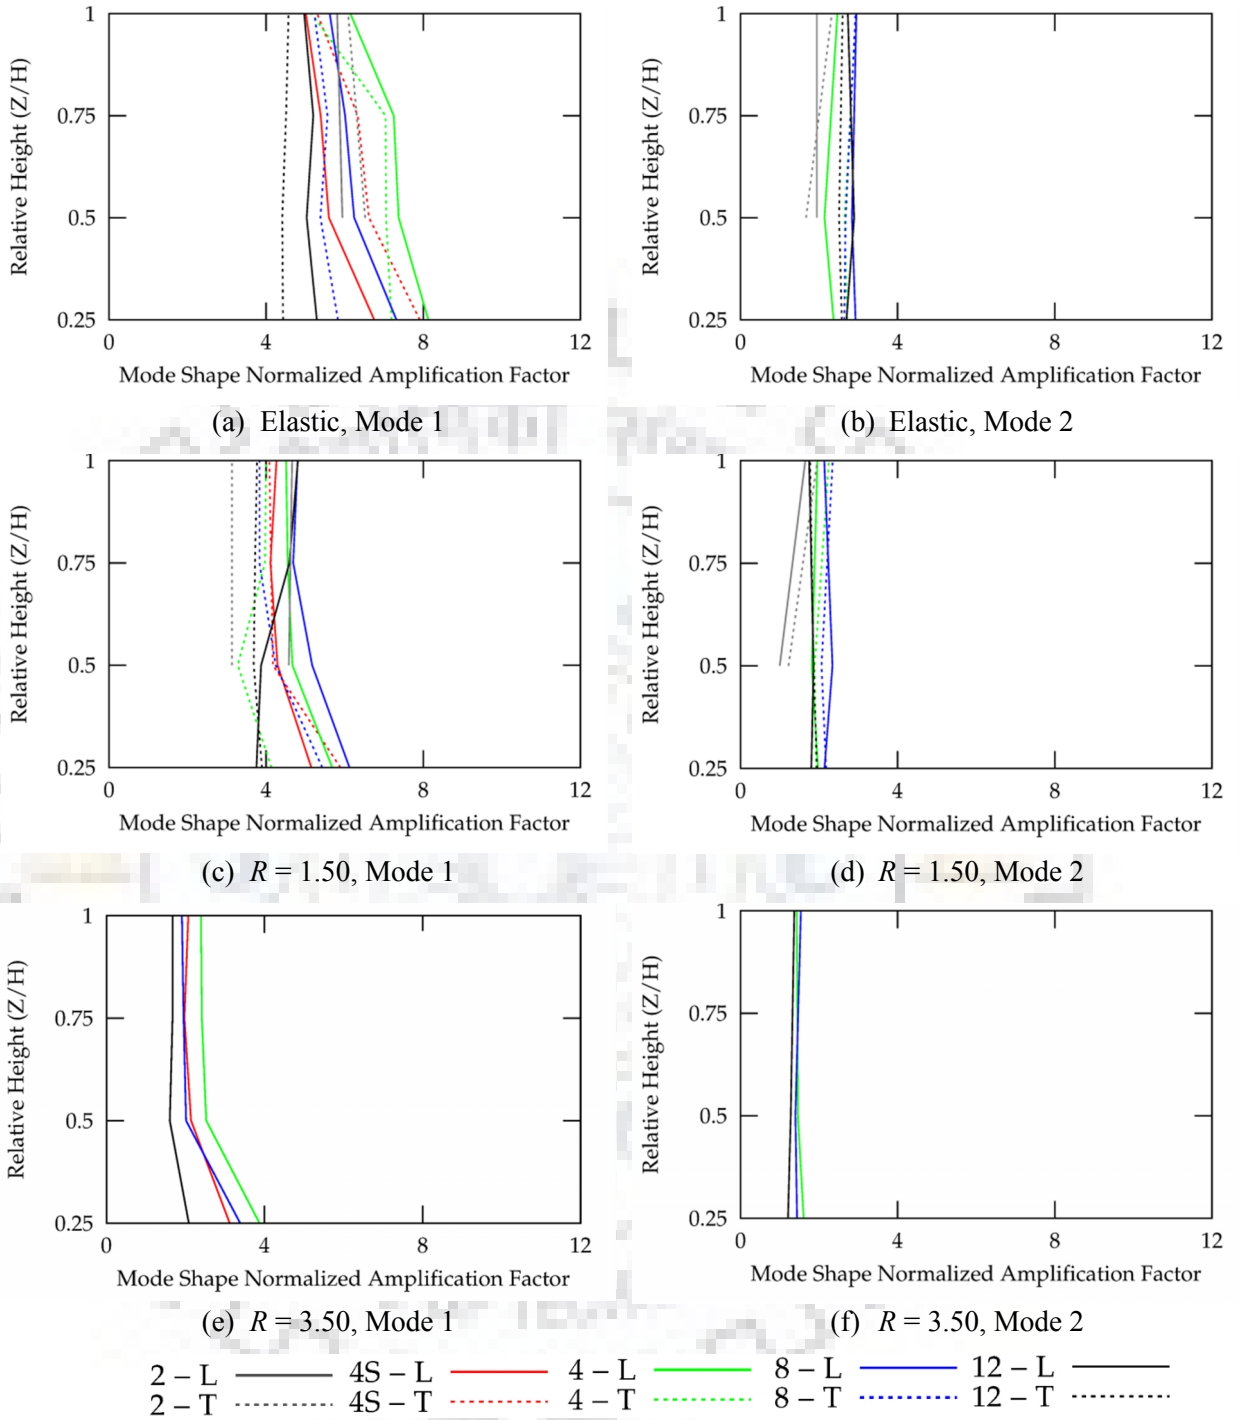 1
1
0.75
0.75
0.5
0.5
0.25
0.25
Relative Height (Z/H)
Relative Height (Z/H)
0 4 8 12
0 4 8 12
Mode Shape Normalized Amplification Factor
Mode Shape Normalized Amplification Factor
(a) Elastic, Mode 1
(b) Elastic, Mode 2
1
1
0.75
0.75
0.5
0.5
0.25
0.25
Relative Height (Z/H)
Relative Height (Z/H)
0 4 8 12
0 4 8 12
Mode Shape Normalized Amplification Factor
Mode Shape Normalized Amplification Factor
(c) R = 1.50, Mode 1
(d) R = 1.50, Mode 2
1
1
0.75
0.75
0.5
0.5
0.25
0.25
Relative Height (Z/H)
Relative Height (Z/H)
0 4 8 12
0 4 8 12
Mode Shape Normalized Amplification Factor
Mode Shape Normalized Amplification Factor
(e) R = 3.50, Mode 1
(f) R = 3.50, Mode 2
2 – L 4S – L 4 – L 8 – L 12 – L
2 – T 4S – T 4 – T 8 – T 12 – T